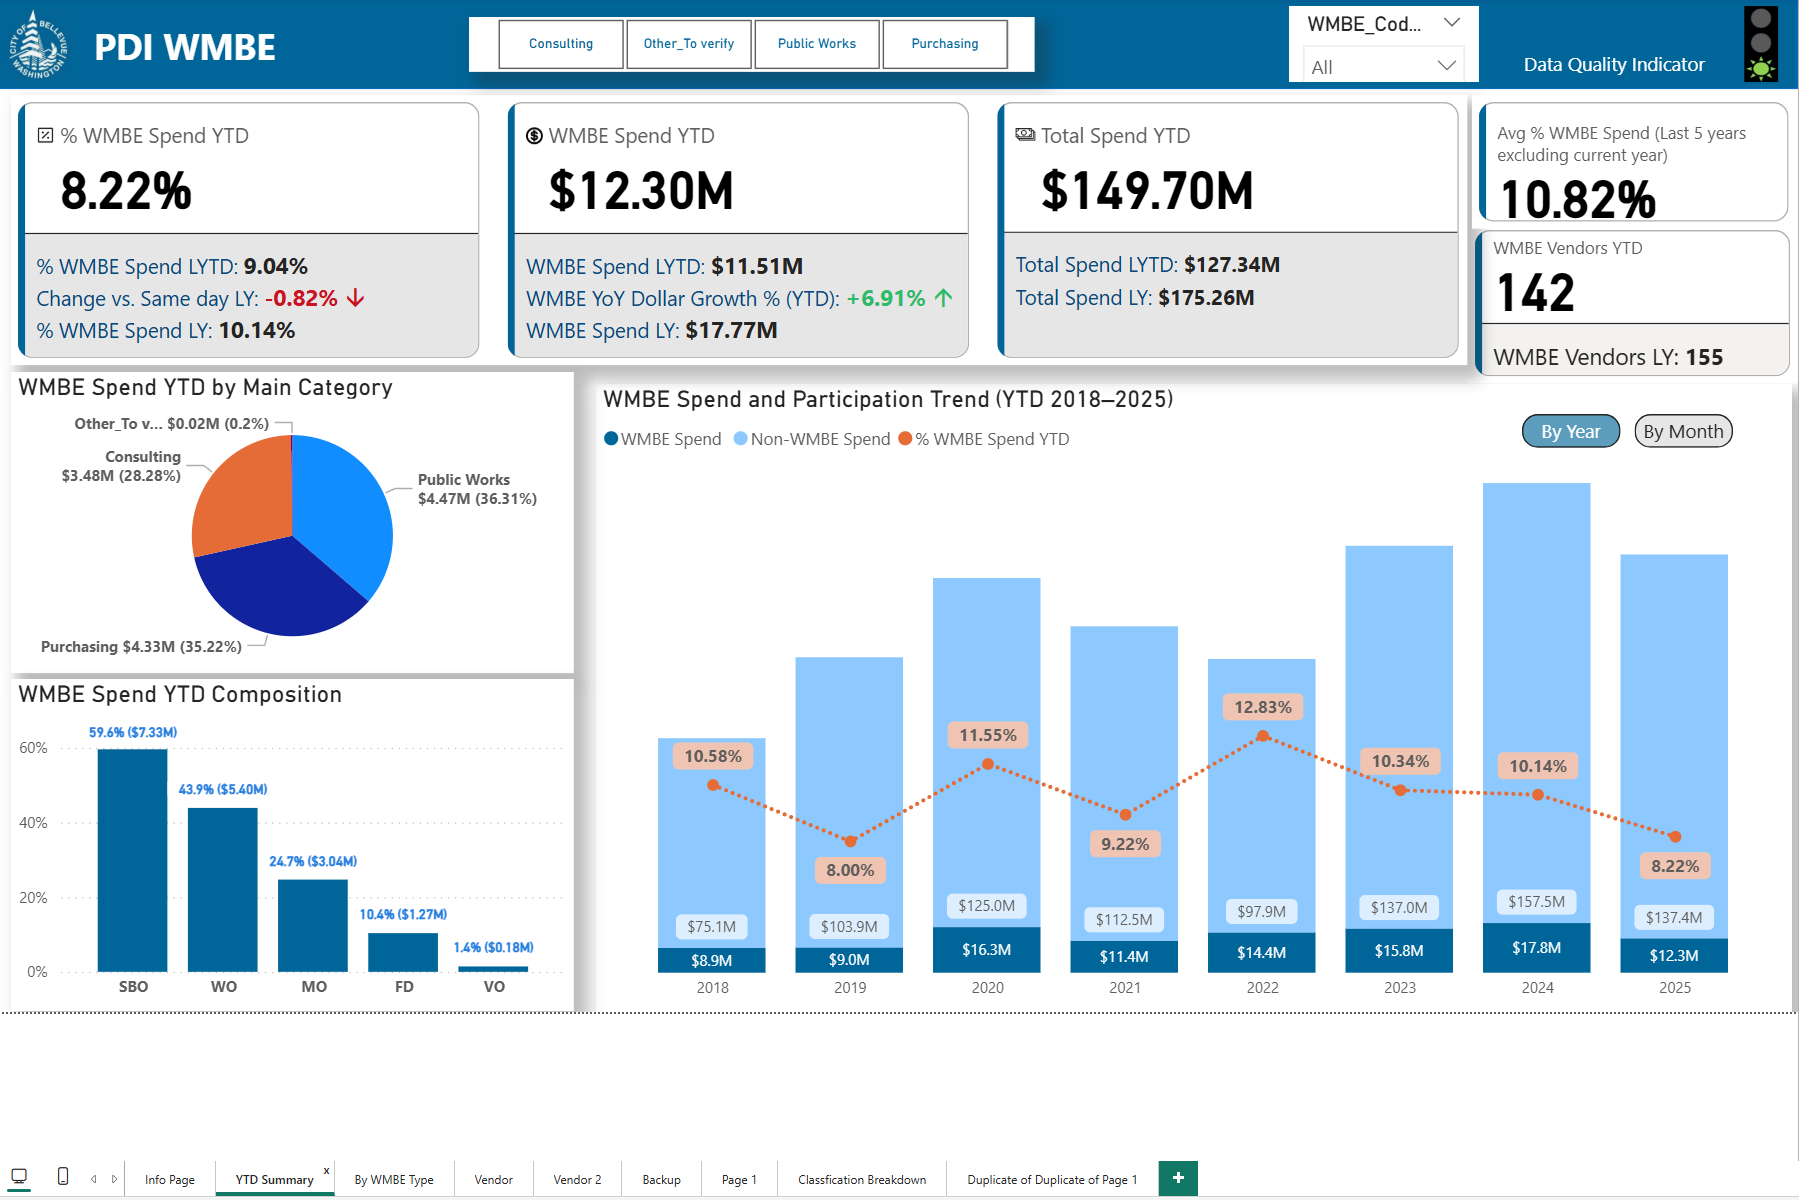 CITY OF BELLEVUE
WASHINGTON
PDI WMBE
Consulting
Other_To verify
Public Works
Purchasing
WMBE_Cod...
All
Data Quality Indicator
% WMBE Spend YTD
8.22%
% WMBE Spend LYTD: 9.04%
Change vs. Same day LY: -0.82%
% WMBE Spend LY: 10.14%
WMBE Spend YTD
$12.30M
WMBE Spend LYTD: $11.51M
WMBE YoY Dollar Growth % (YTD): +6.91%
WMBE Spend LY: $17.77M
Total Spend YTD
$149.70M
Total Spend LYTD: $127.34M
Total Spend LY: $175.26M
Avg % WMBE Spend (Last 5 years
excluding current year)
10.82%
WMBE Vendors YTD
142
WMBE Vendors LY: 155
WMBE Spend YTD by Main Category
Other_To v... $0.02M (0.2%)
Consulting
$3.48M (28.28%)
Public Works
$4.47M (36.31%)
Purchasing $4.33M (35.22%)
WMBE Spend YTD Composition
59.6% ($7.33M)
43.9% ($5.40M)
24.7% ($3.04M)
10.4% ($1.27M)
1.4% ($0.18M)
60%
40%
20%
0%
SBO WO MO FD VO
WMBE Spend and Participation Trend (YTD 2018–2025)
WMBE Spend Non-WMBE Spend % WMBE Spend YTD
By Year
By Month
10.58%
8.00%
11.55%
9.22%
12.83%
10.34%
10.14%
8.22%
$75.1M
$103.9M
$125.0M
$112.5M
$97.9M
$137.0M
$157.5M
$137.4M
$8.9M
$9.0M
$16.3M
$11.4M
$14.4M
$15.8M
$17.8M
$12.3M
2018 2019 2020 2021 2022 2023 2024 2025
Info Page
YTD Summary
x
By WMBE Type
Vendor
Vendor 2
Backup
Page 1
Classfication Breakdown
Duplicate of Duplicate of Page 1
+